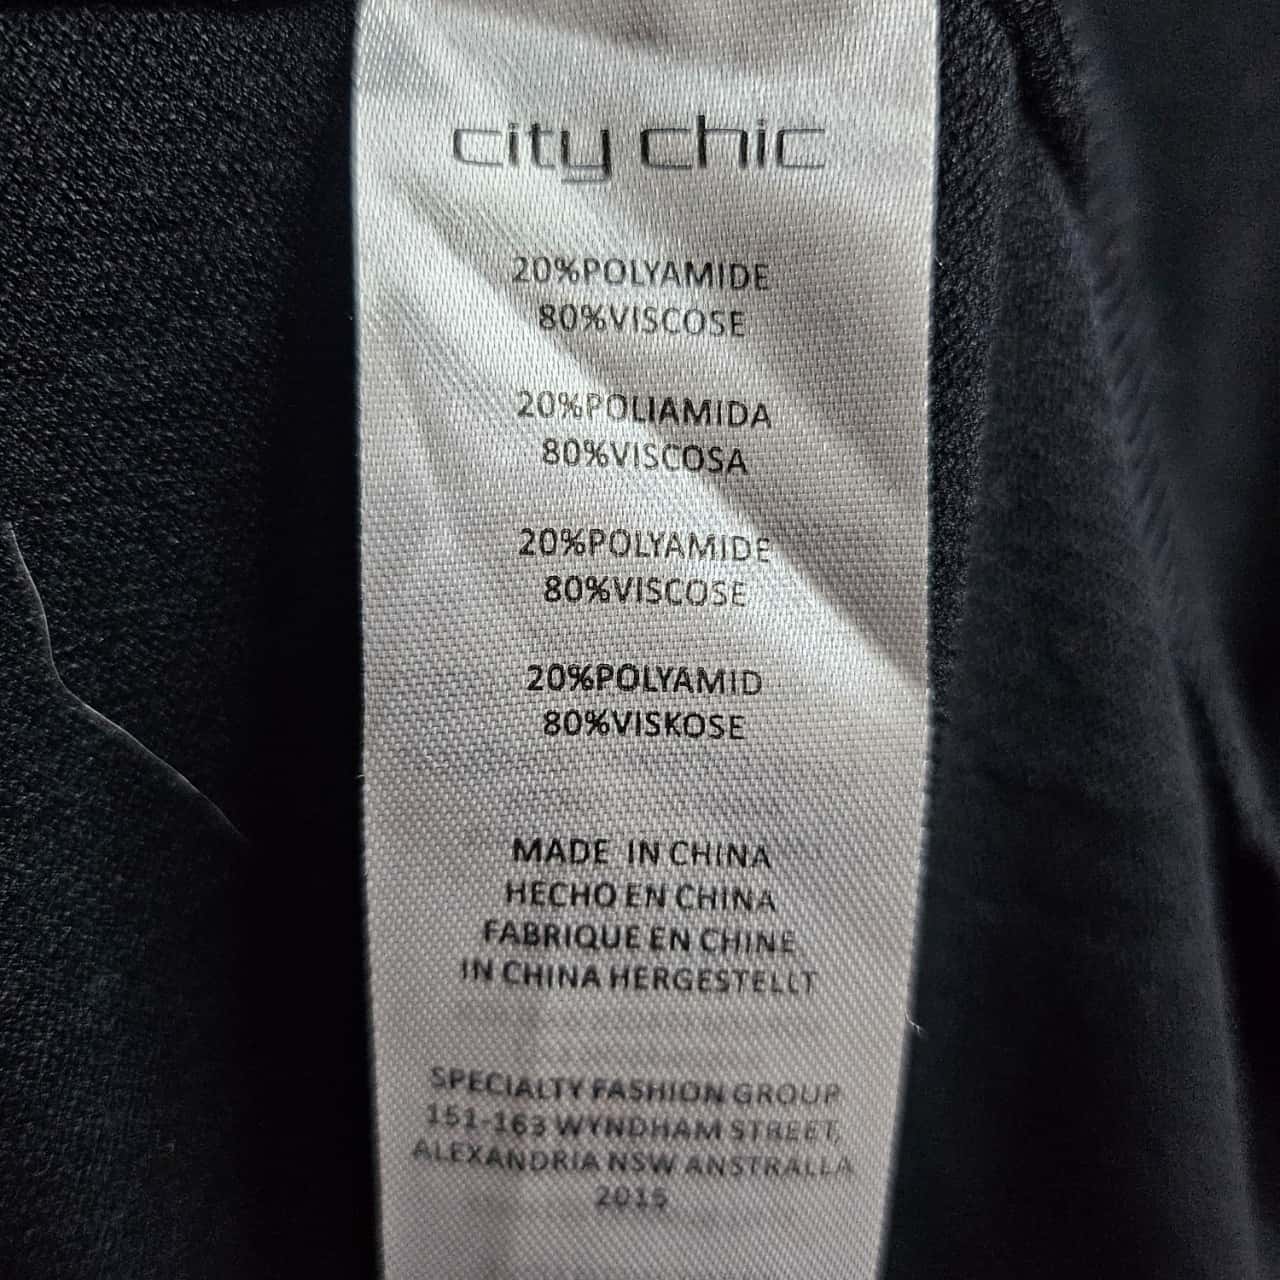 city chic
20%POLYAMIDE
80%VISCOSE
20%POLIAMIDA
80%VISCOSA
20%POLYAMIDE
80%VISCOSE
20%POLYAMID
80%VISKOSE
MADE IN CHINA
HECHO EN CHINA
FABRIQUE EN CHINE
IN CHINA HERGESTELLT
SPECIALTY FASHION GROUP
151-163 WYNDHAM STREET,
ALEXANDRIA NSW ANSTRALLA
2015